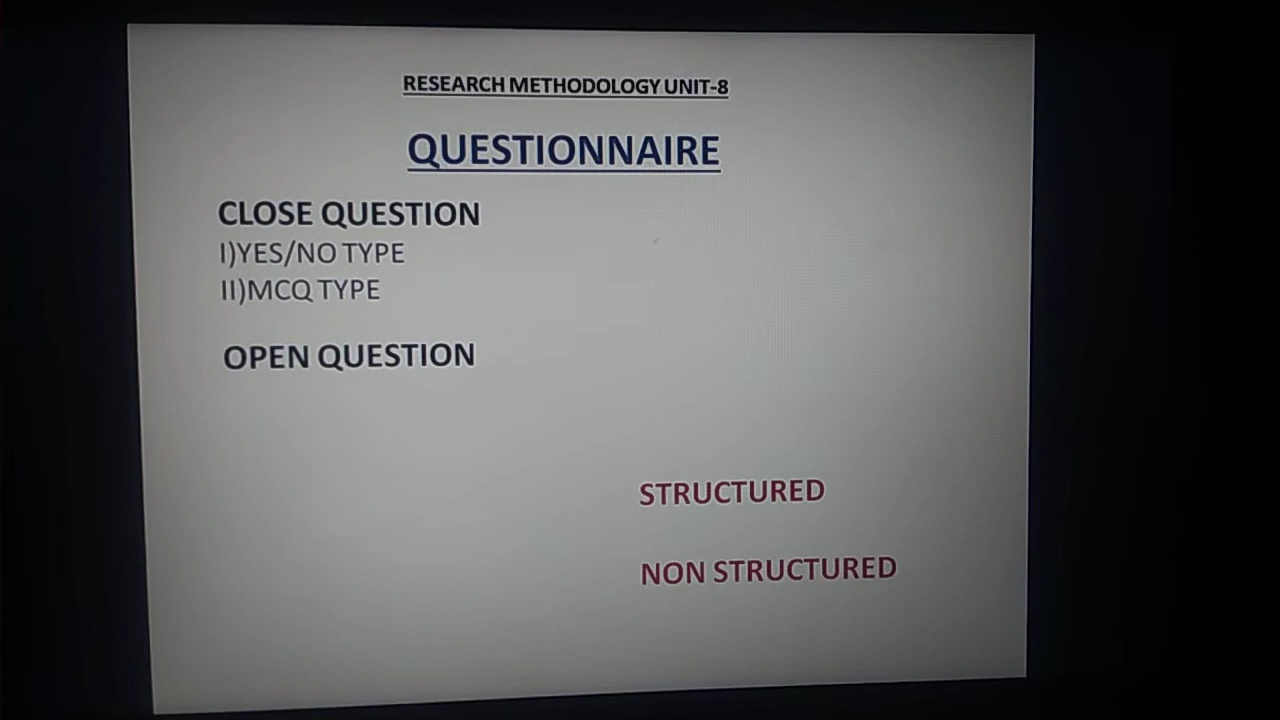 RESEARCH METHODOLOGY UNIT-8
QUESTIONNAIRE
CLOSE QUESTION
I)YES/NO TYPE
II)MCQ TYPE
OPEN QUESTION
STRUCTURED
NON STRUCTURED